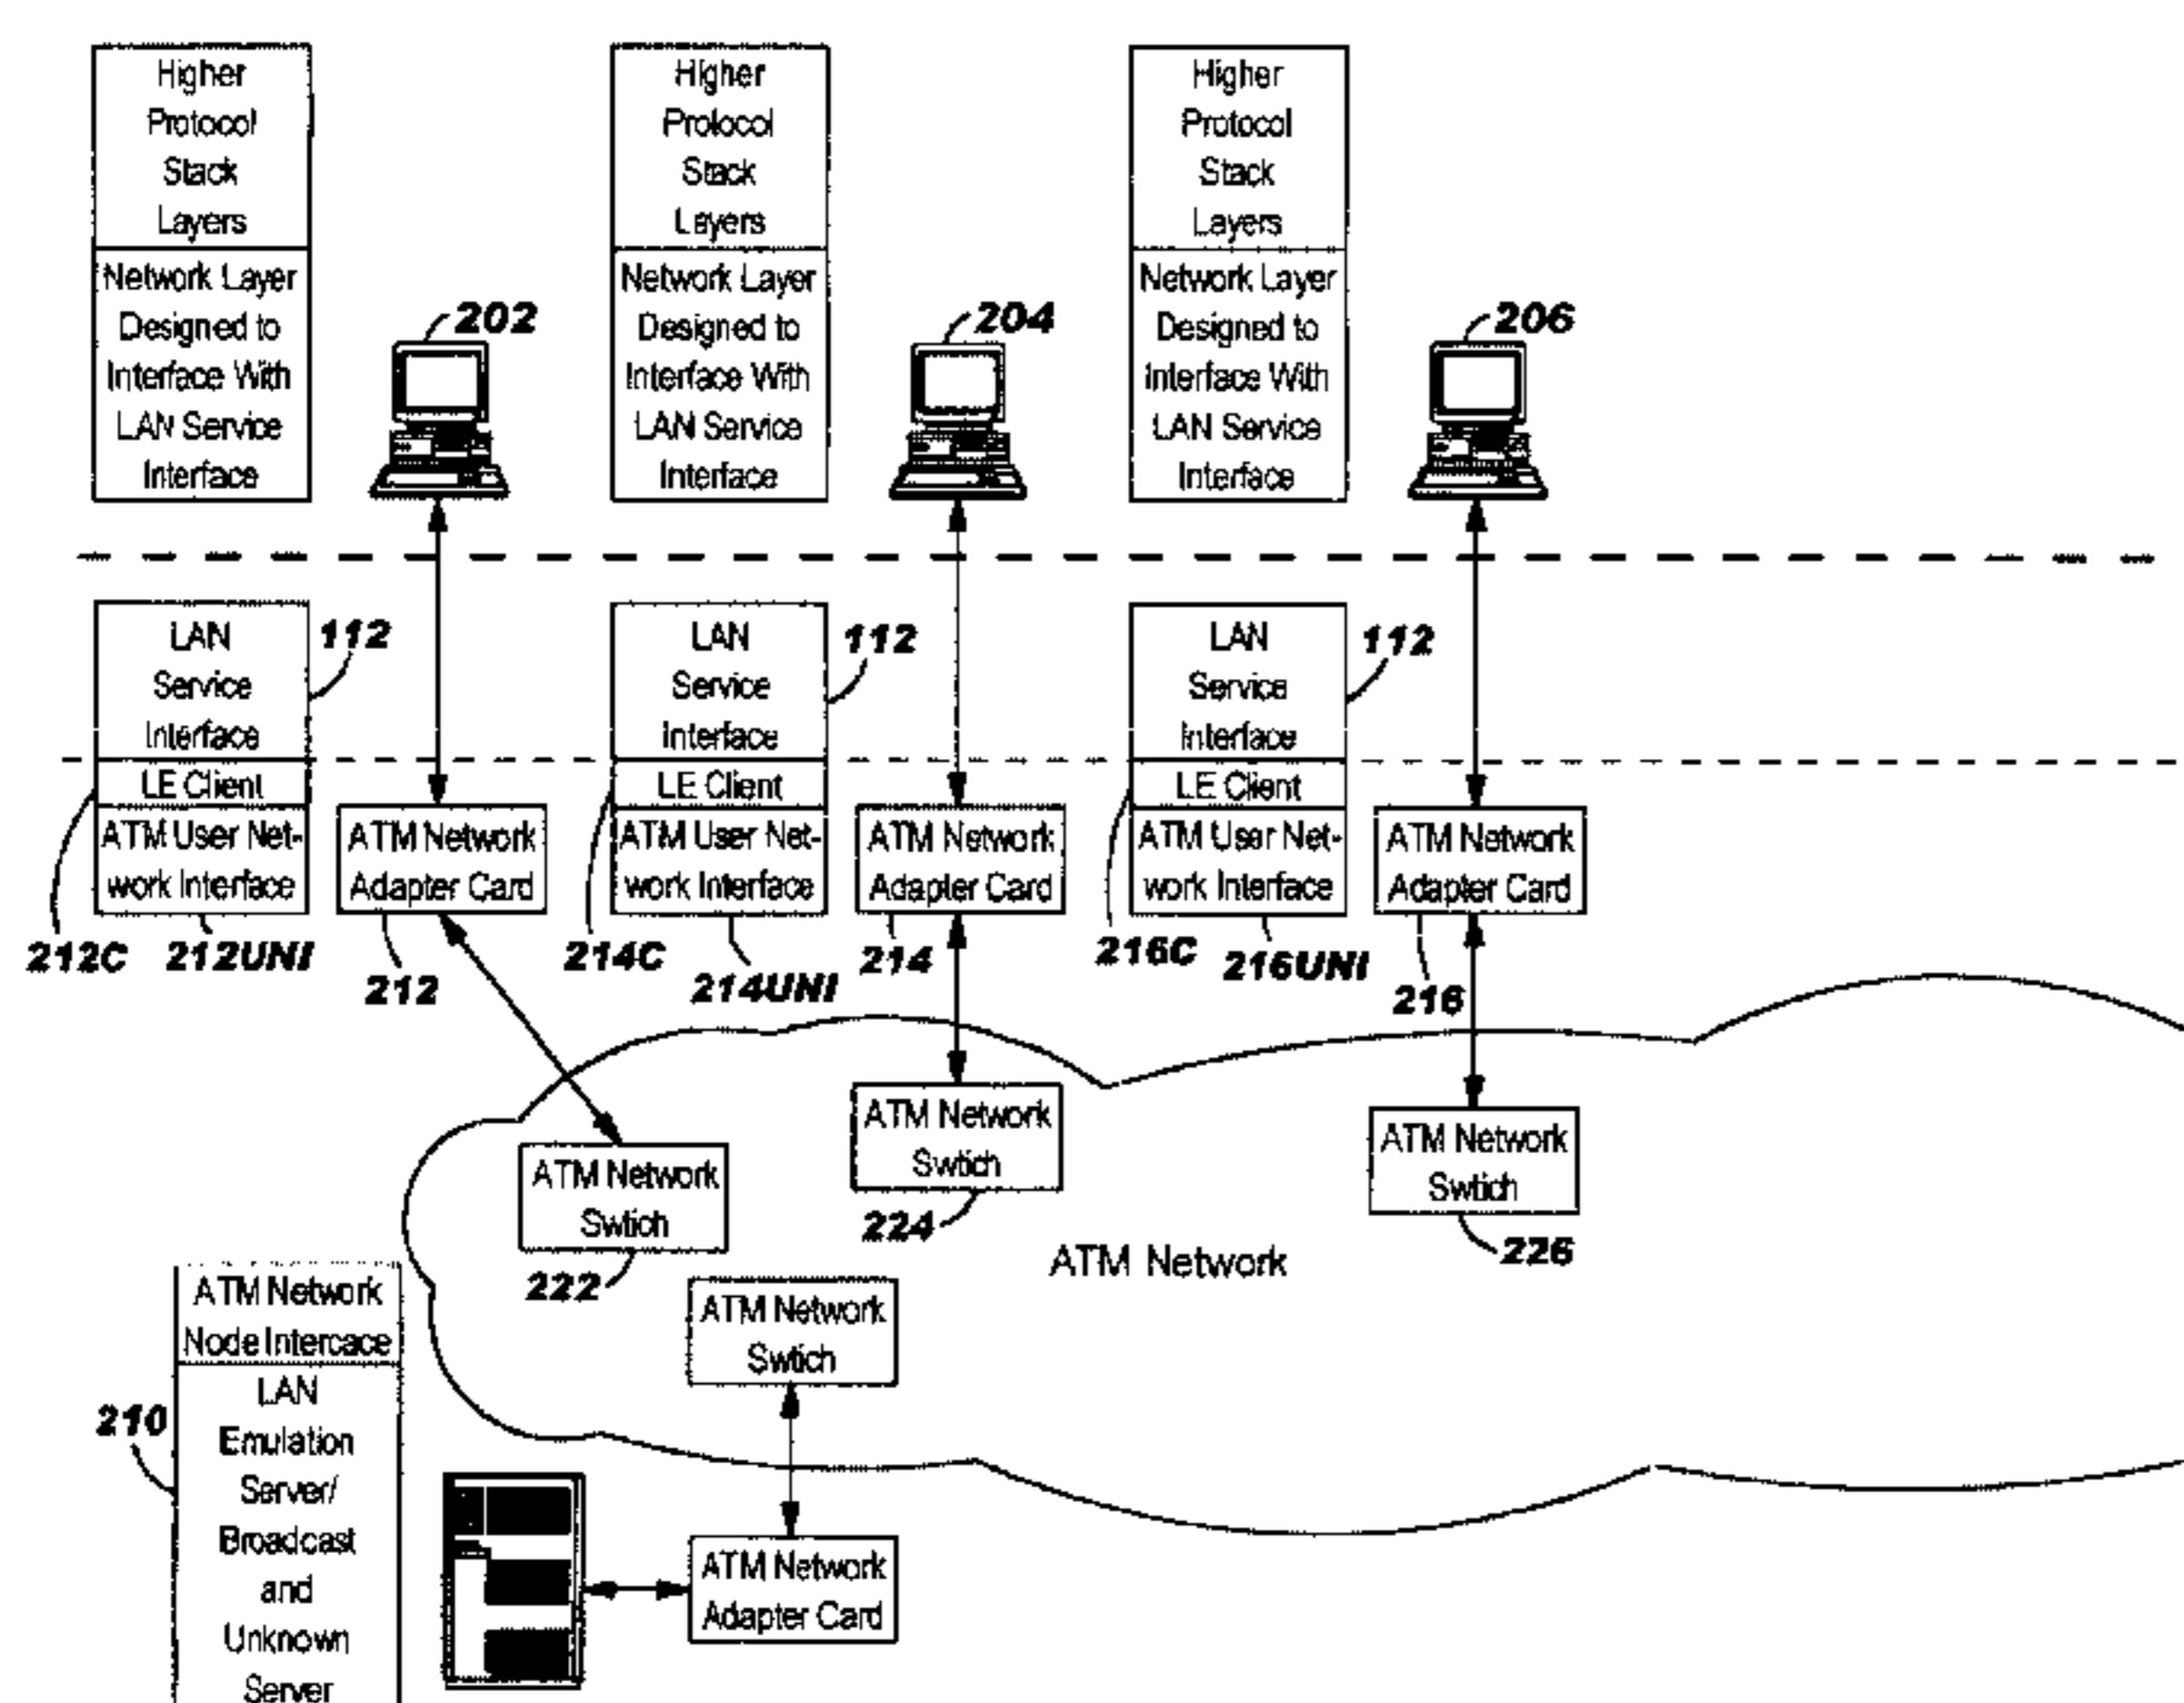 Higher
Protocol
Stack
Layers
Network Layer
Designed to
Interface With
LAN Service
Interface
202
Higher
Protocol
Stack
Layers
Network Layer
Designed to
Interface With
LAN Service
Interface
204
Higher
Protocol
Stack
Layers
Network Layer
Designed to
Interface With
LAN Service
Interface
206
LAN
Service
Interface
112
LE Client
ATM User Net-
work Interface
212C
212UNI
ATM Network
Adapter Card
212
LAN
Service
Interface
112
LE Client
ATM User Net-
work Interface
214C
214UNI
ATM Network
Adapter Card
214
LAN
Service
Interface
112
LE Client
ATM User Net-
work Interface
216C
216UNI
ATM Network
Adapter Card
216
ATM Network
Swtich
222
ATM Network
Swtich
224
ATM Network
Swtich
226
ATM Network
ATM Network
Swtich
ATM Network
Node Intercace
LAN
Emulation
Server/
Broadcast
and
Unknown
Server
210
ATM Network
Adapter Card